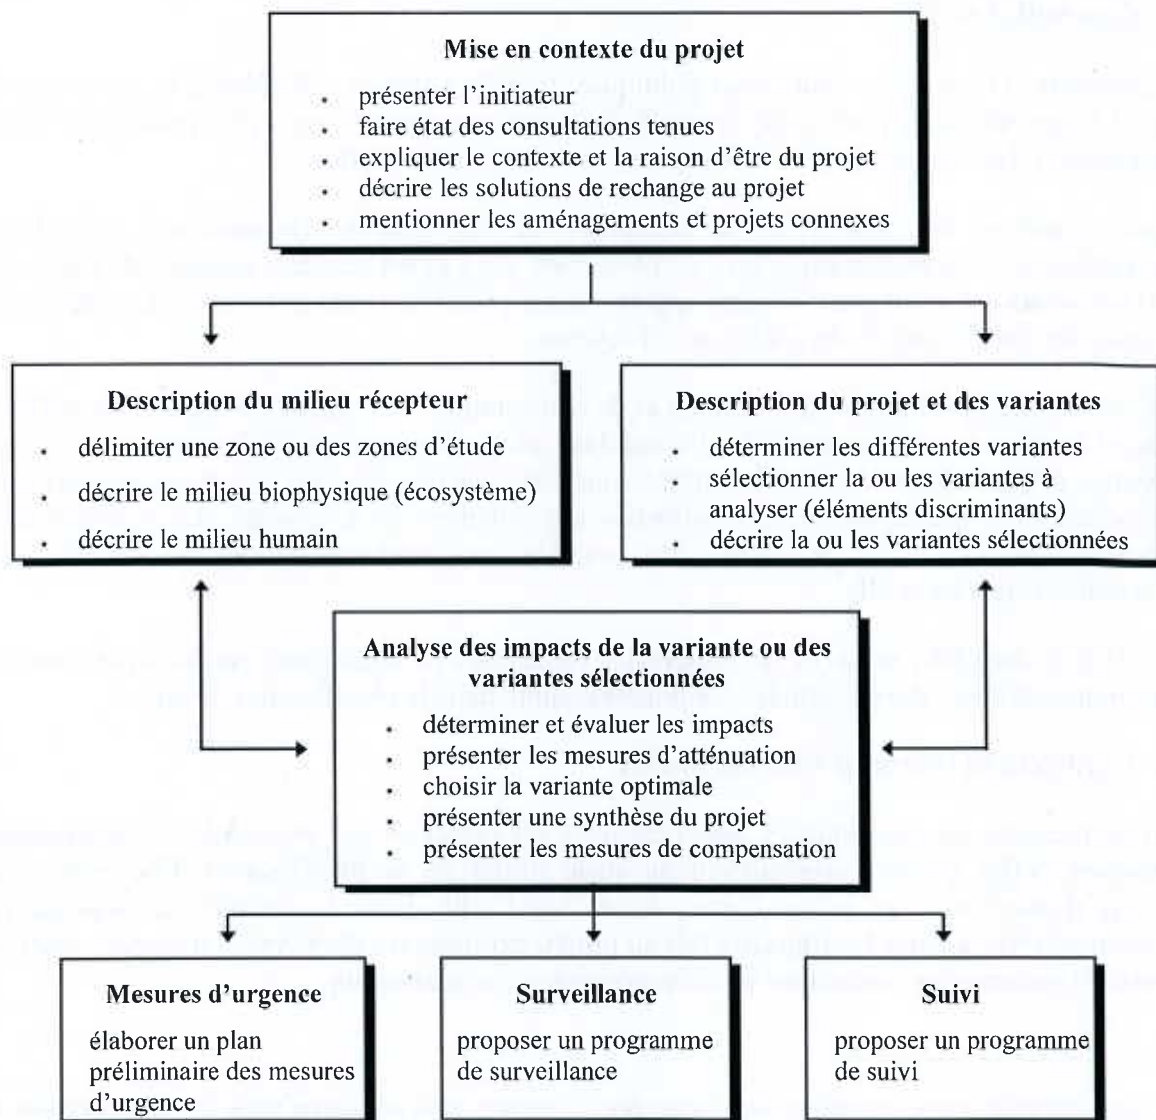 Mise en contexte du projet
· présenter l'initiateur
· faire état des consultations tenues
· expliquer le contexte et la raison d'être du projet
· décrire les solutions de rechange au projet
· mentionner les aménagements et projets connexes
Description du milieu récepteur
· délimiter une zone ou des zones d'étude
· décrire le milieu biophysique (écosystème)
· décrire le milieu humain
Description du projet et des variantes
· déterminer les différentes variantes
· sélectionner la ou les variantes à
analyser (éléments discriminants)
· décrire la ou les variantes sélectionnées
Analyse des impacts de la variante ou des
variantes sélectionnées
· déterminer et évaluer les impacts
· présenter les mesures d'atténuation
· choisir la variante optimale
· présenter une synthèse du projet
· présenter les mesures de compensation
Mesures d'urgence
élaborer un plan
préliminaire des mesures
d'urgence
Surveillance
proposer un programme
de surveillance
Suivi
proposer un programme
de suivi